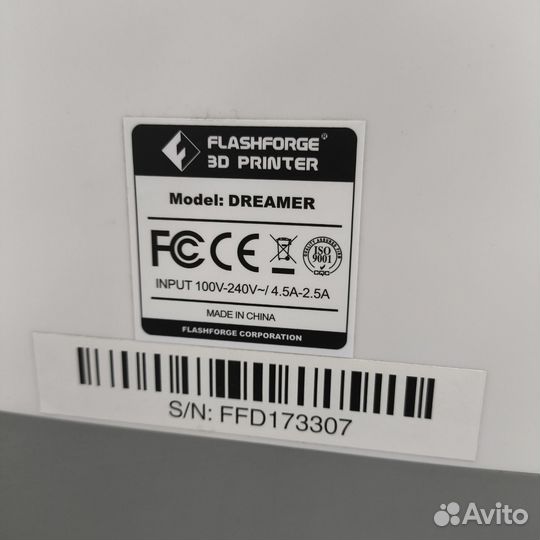 FLASHFORGE®
3D PRINTER
Model: DREAMER
FC CE ISO 9001
INPUT 100V-240V~/ 4.5A-2.5A
MADE IN CHINA
FLASHFORGE CORPORATION
S/N: FFD173307
Avito